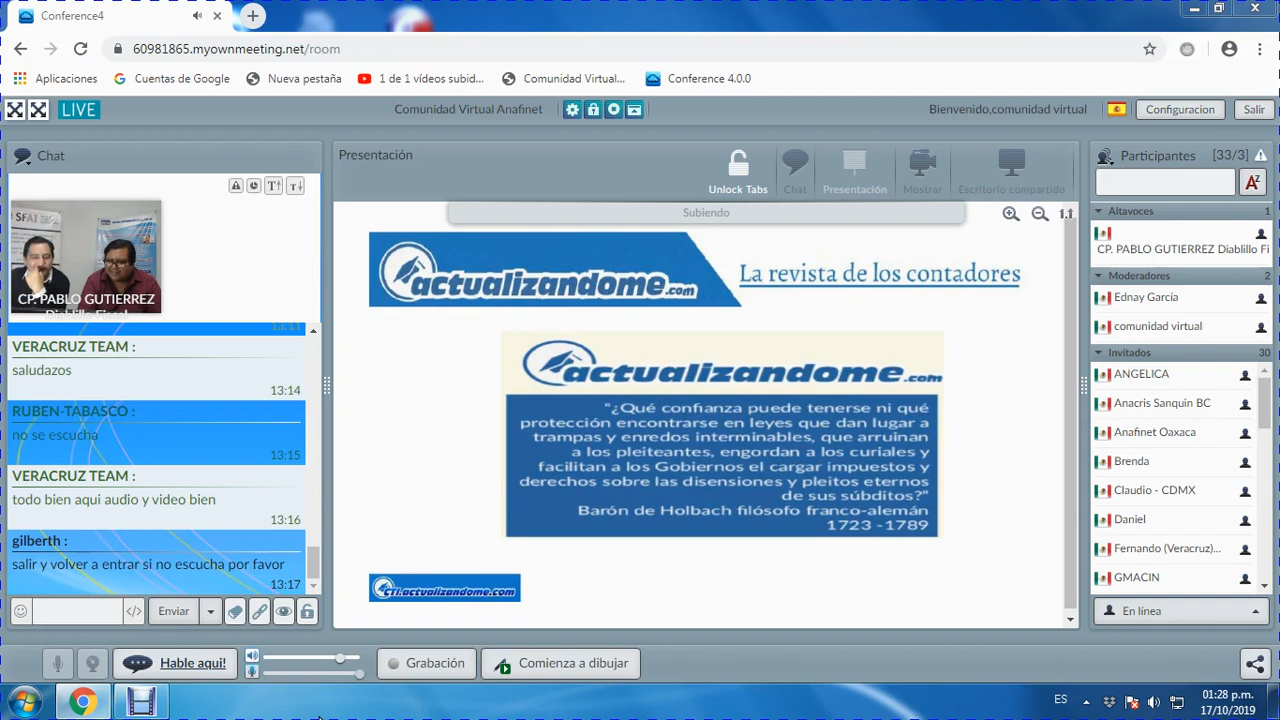 Conference4
60981865.myownmeeting.net/room
Aplicaciones
Cuentas de Google
Nueva pestaña
1 de 1 vídeos subid...
Comunidad Virtual...
Conference 4.0.0
LIVE
Comunidad Virtual Anafinet
Bienvenido,comunidad virtual
Configuracion
Salir
Chat
SFAI
CP. PABLO GUTIERREZ
Diablillo Fiscal
13:11
VERACRUZ TEAM :
saludazos
13:14
RUBEN-TABASCO :
no se escucha
13:15
VERACRUZ TEAM :
todo bien aqui audio y video bien
13:16
gilberth :
salir y volver a entrar si no escucha por favor
13:17
Enviar
Presentación
Unlock Tabs
Chat
Presentación
Mostrar
Escritorio compartido
Subiendo
1:1
actualizandome.com
La revista de los contadores
actualizandome.com
“¿Qué confianza puede tenerse ni qué
protección encontrarse en leyes que dan lugar a
trampas y enredos interminables, que arruinan
a los pleiteantes, engordan a los curiales y
facilitan a los Gobiernos el cargar impuestos y
derechos sobre las disensiones y pleitos eternos
de sus súbditos?”
Barón de Holbach filósofo franco-alemán
1723 -1789
CTI.actualizandome.com
Participantes
[33/3]
Altavoces 1
CP. PABLO GUTIERREZ Diablillo Fi
Moderadores 2
Ednay García
comunidad virtual
Invitados 30
ANGELICA
Anacris Sanquin BC
Anafinet Oaxaca
Brenda
Claudio - CDMX
Daniel
Fernando (Veracruz)...
GMACIN
En línea
Hable aqui!
Grabación
Comienza a dibujar
ES
01:28 p.m.
17/10/2019